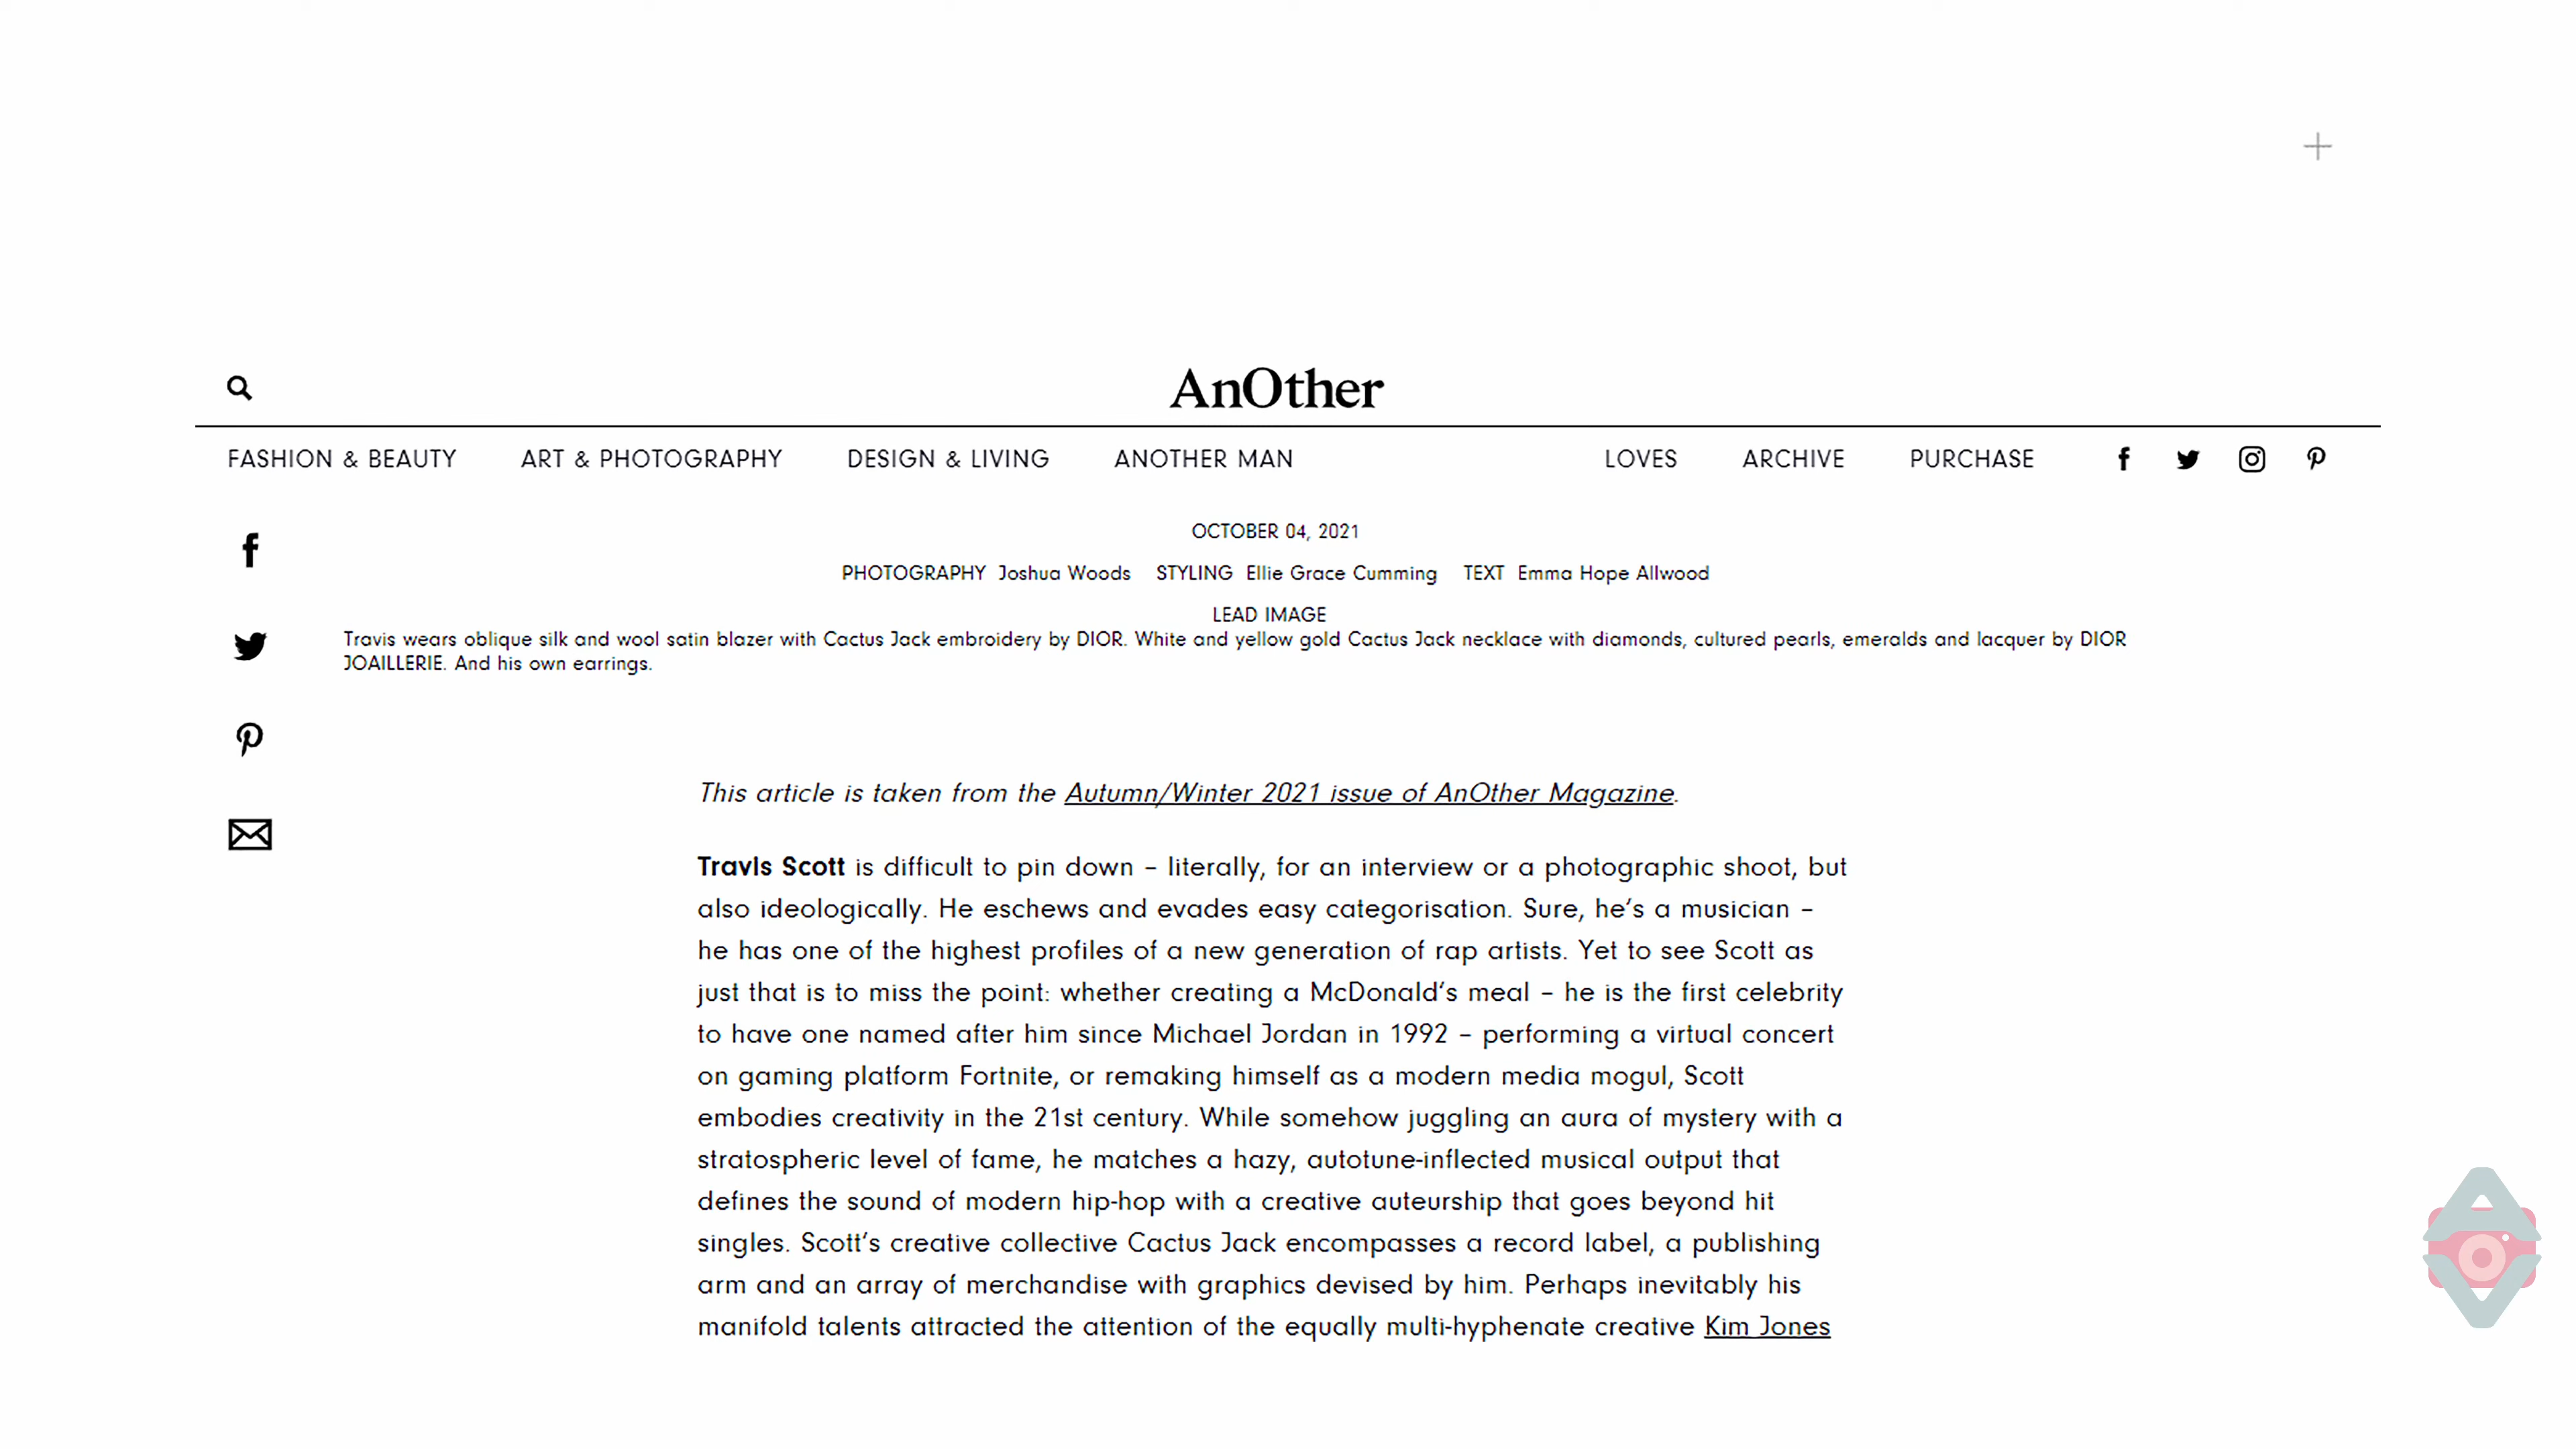 AnOther
FASHION & BEAUTY ART & PHOTOGRAPHY DESIGN & LIVING ANOTHER MAN LOVES ARCHIVE PURCHASE
OCTOBER 04, 2021
PHOTOGRAPHY Joshua Woods STYLING Ellie Grace Cumming TEXT Emma Hope Allwood
LEAD IMAGE
Travis wears oblique silk and wool satin blazer with Cactus Jack embroidery by DIOR. White and yellow gold Cactus Jack necklace with diamonds, cultured pearls, emeralds and lacquer by DIOR
JOAILLERIE. And his own earrings.
This article is taken from the Autumn/Winter 2021 issue of AnOther Magazine.
Travis Scott is difficult to pin down – literally, for an interview or a photographic shoot, but
also ideologically. He eschews and evades easy categorisation. Sure, he’s a musician –
he has one of the highest profiles of a new generation of rap artists. Yet to see Scott as
just that is to miss the point: whether creating a McDonald’s meal – he is the first celebrity
to have one named after him since Michael Jordan in 1992 – performing a virtual concert
on gaming platform Fortnite, or remaking himself as a modern media mogul, Scott
embodies creativity in the 21st century. While somehow juggling an aura of mystery with a
stratospheric level of fame, he matches a hazy, autotune-inflected musical output that
defines the sound of modern hip-hop with a creative auteurship that goes beyond hit
singles. Scott’s creative collective Cactus Jack encompasses a record label, a publishing
arm and an array of merchandise with graphics devised by him. Perhaps inevitably his
manifold talents attracted the attention of the equally multi-hyphenate creative Kim Jones